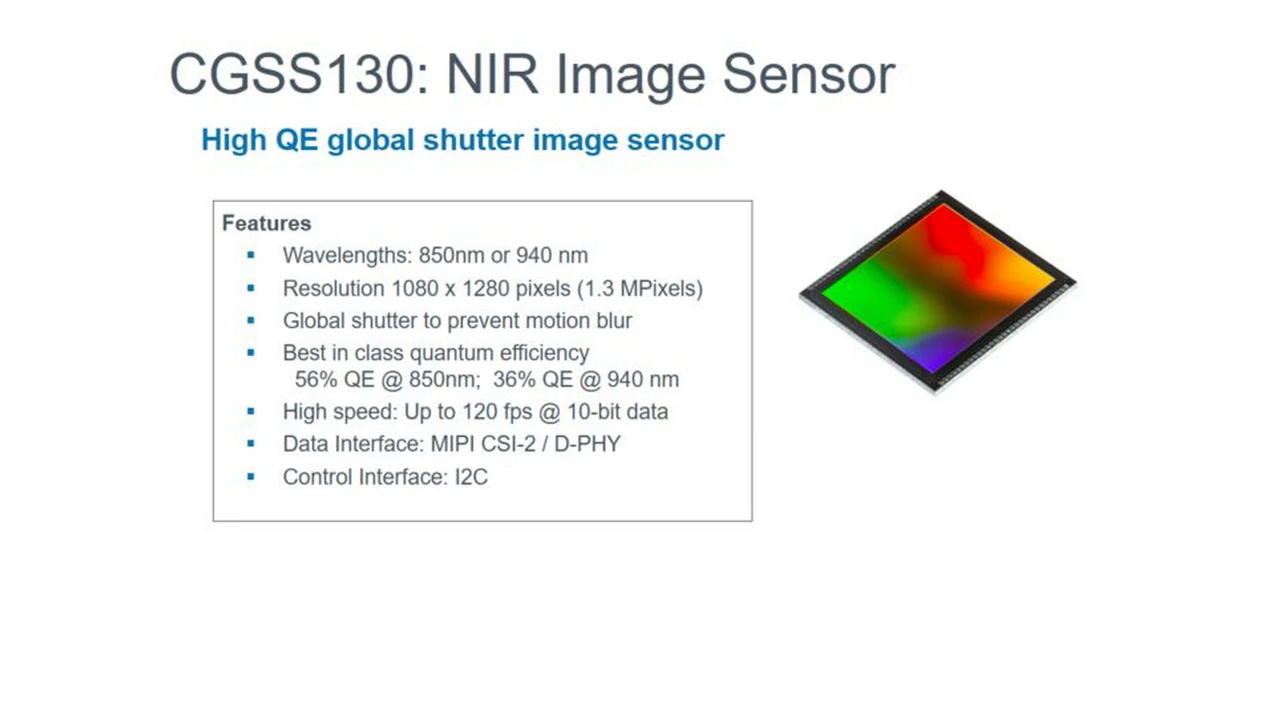 CGSS130: NIR Image Sensor
High QE global shutter image sensor
Features
▪ Wavelengths: 850nm or 940 nm
▪ Resolution 1080 x 1280 pixels (1.3 MPixels)
▪ Global shutter to prevent motion blur
▪ Best in class quantum efficiency
56% QE @ 850nm; 36% QE @ 940 nm
▪ High speed: Up to 120 fps @ 10-bit data
▪ Data Interface: MIPI CSI-2 / D-PHY
▪ Control Interface: I2C